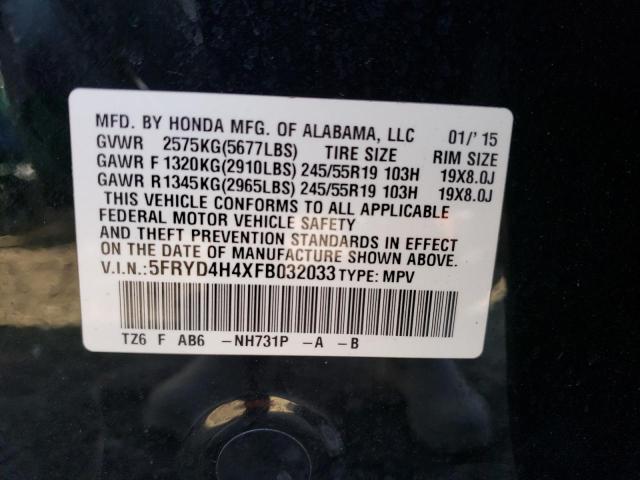 MFD. BY HONDA MFG. OF ALABAMA, LLC 01/'15
GVWR 2575KG(5677LBS) TIRE SIZE RIM SIZE
GAWR F 1320KG(2910LBS) 245/55R19 103H 19X8.0J
GAWR R1345KG(2965LBS) 245/55R19 103H 19X8.0J
THIS VEHICLE CONFORMS TO ALL APPLICABLE
FEDERAL MOTOR VEHICLE SAFETY
AND THEFT PREVENTION STANDARDS IN EFFECT
ON THE DATE OF MANUFACTURE SHOWN ABOVE.
V.I.N.:5FRYD4H4XFB032033 TYPE: MPV
TZ6 F AB6 -NH731P -A -B